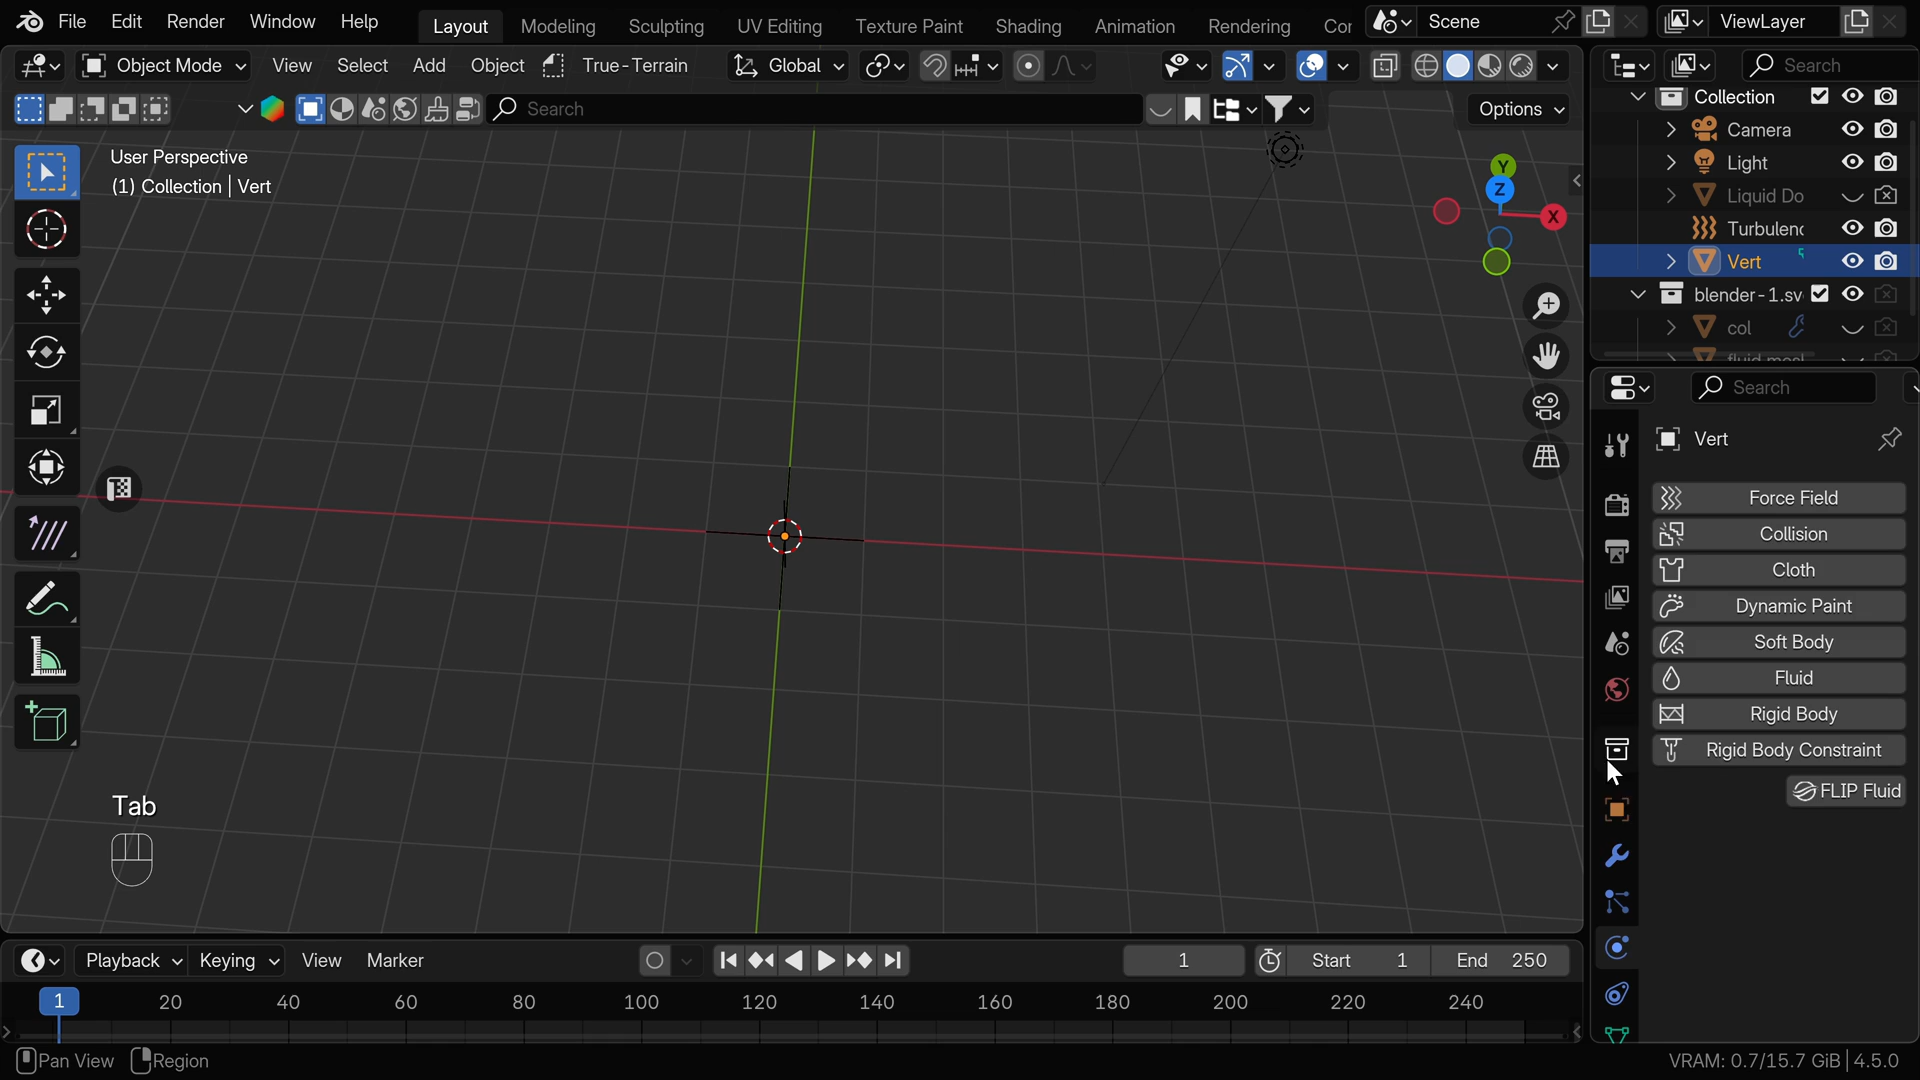 File Edit Render Window Help Layout Modeling Sculpting UV Editing Texture Paint Shading Animation Rendering Cor Scene ViewLayer
Object Mode View Select Add Object True-Terrain Global Search
Search Options
User Perspective
(1) Collection | Vert
Y
Z
X
Collection
Camera
Light
Liquid Do
Turbulenc
Vert
blender-1.sv
col
Search
Vert
Force Field
Collision
Cloth
Dynamic Paint
Soft Body
Fluid
Rigid Body
Rigid Body Constraint
FLIP Fluid
Tab
Playback Keying View Marker 1 Start 1 End 250
1 20 40 60 80 100 120 140 160 180 200 220 240
Pan View Region VRAM: 0.7/15.7 GiB | 4.5.0